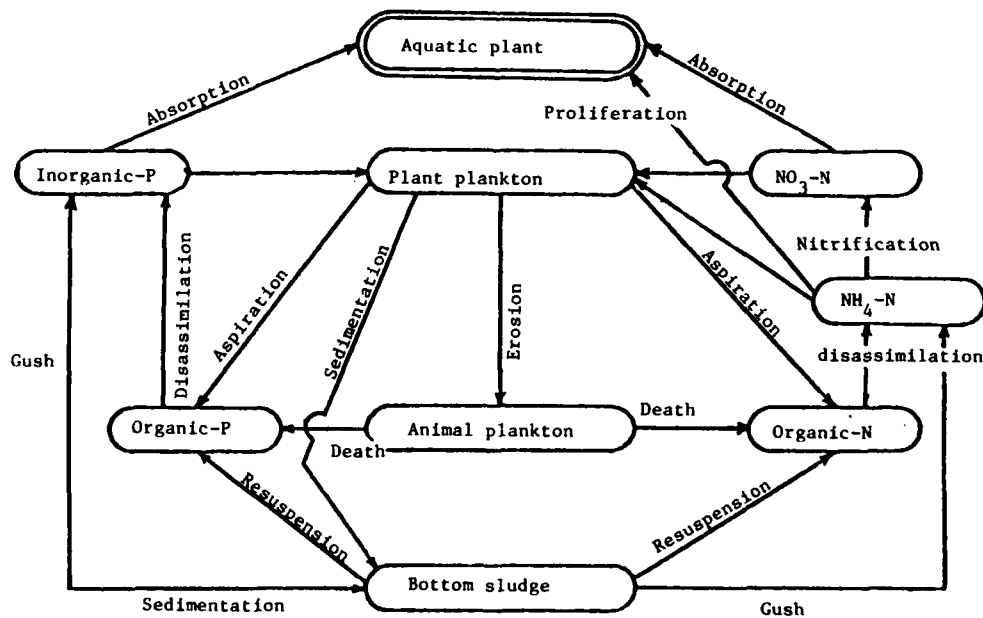 Aquatic plant
Absorption
Absorption
Proliferation
Inorganic-P
Plant plankton
NO3-N
Nitrification
NH4-N
Aspiration
Sedimentation
Aspiration
Erosion
Disassimilation
Gush
disassimilation
Organic-P
Death
Animal plankton
Death
Organic-N
Resuspension
Resuspension
Bottom sludge
Sedimentation
Gush